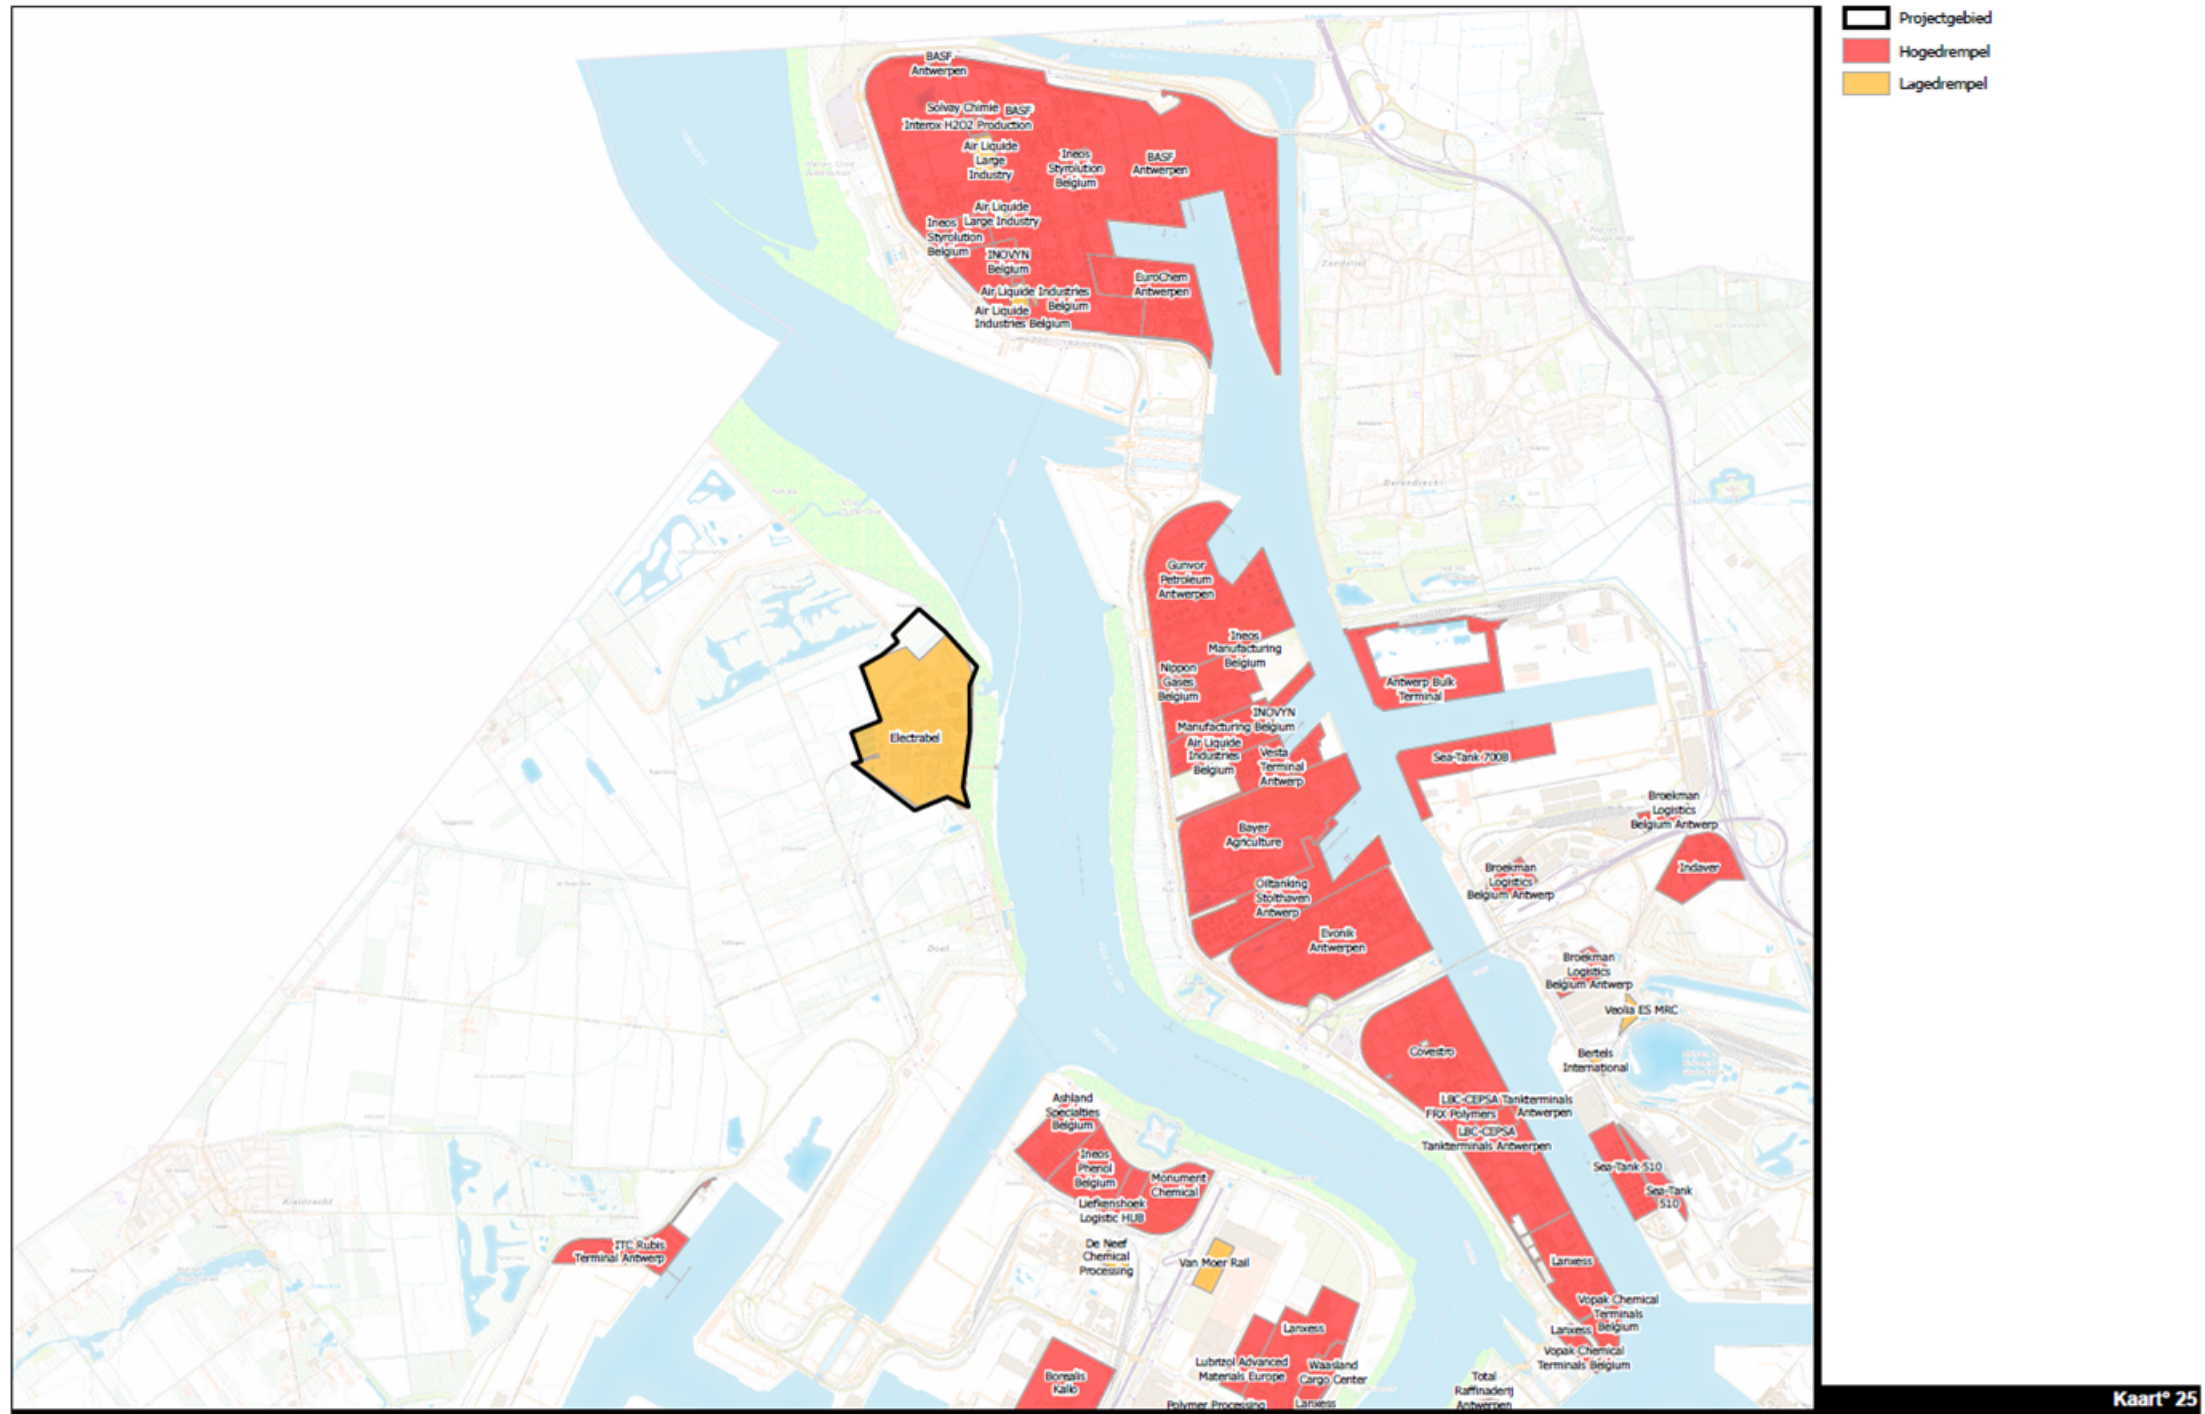 Projectgebied
Hogedrempel
Lagedrempel
BASF
Antwerpen
Solvay Chimie
BASF
Interox H2O2 Production
Air Liquide
Large
Industry
Ineos
Styrolution
Belgium
BASF
Antwerpen
Air Liquide
Large Industry
Ineos
Styrolution
Belgium
INOVYN
Belgium
EuroChem
Antwerpen
Air Liquide Industries
Belgium
Air Liquide
Industries Belgium
Zandvliet
Berendrecht
Gunvor
Petroleum
Antwerpen
Ineos
Manufacturing
Belgium
Nippon
Gases
Belgium
Antwerp Bulk
Terminal
INOVYN
Manufacturing Belgium
Air Liquide
Industries
Belgium
Vesta
Terminal
Antwerp
Electrabel
Sea-Tank 700B
Broekman
Logistics
Belgium Antwerp
Bayer
Agriculture
Indaver
Broekman
Logistics
Belgium Antwerp
Oiltanking
Stolthaven
Antwerp
Evonik
Antwerpen
Doel
Broekman
Logistics
Belgium Antwerp
Veolia ES MRC
Covestro
Bertels
International
Ashland
Specialties
Belgium
LBC-CEPSA Tankterminals
Antwerpen
FRX Polymers
LBC-CEPSA
Tankterminals Antwerpen
Ineos
Phenol
Belgium
Monument
Chemical
Liefkenshoek
Logistic HUB
Sea-Tank 510
Sea-Tank
510
Kieldrecht
ITC Rubis
Terminal Antwerp
De Neef
Chemical
Processing
Van Moer Rail
Lanxess
Vopak Chemical
Terminals
Belgium
Lanxess
Vopak Chemical
Terminals Belgium
Lanxess
Lubrizol Advanced
Materials Europe
Waasland
Cargo Center
Borealis
Kallo
Total
Raffinaderij
Antwerpen
Polymer Processing
Lanxess
Kaart° 25